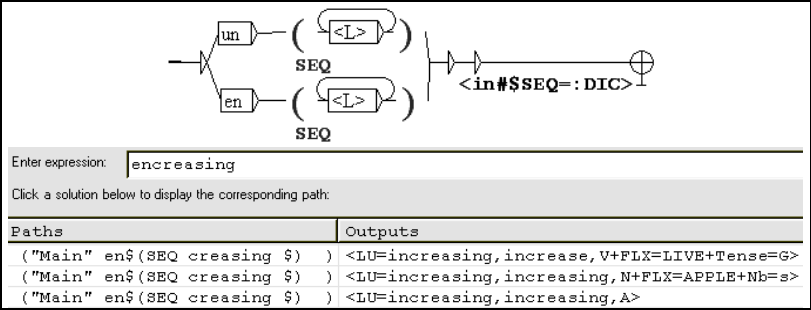 un ( <L> )
SEQ
<in#$SEQ=:DIC>
en ( <L> )
SEQ
Enter expression: encreasing
Click a solution below to display the corresponding path:
Paths Outputs
("Main" en$(SEQ creasing $) ) <LU=increasing,increase,V+FLX=LIVE+Tense=G>
("Main" en$(SEQ creasing $) ) <LU=increasing,increasing,N+FLX=APPLE+Nb=s>
("Main" en$(SEQ creasing $) ) <LU=increasing,increasing,A>